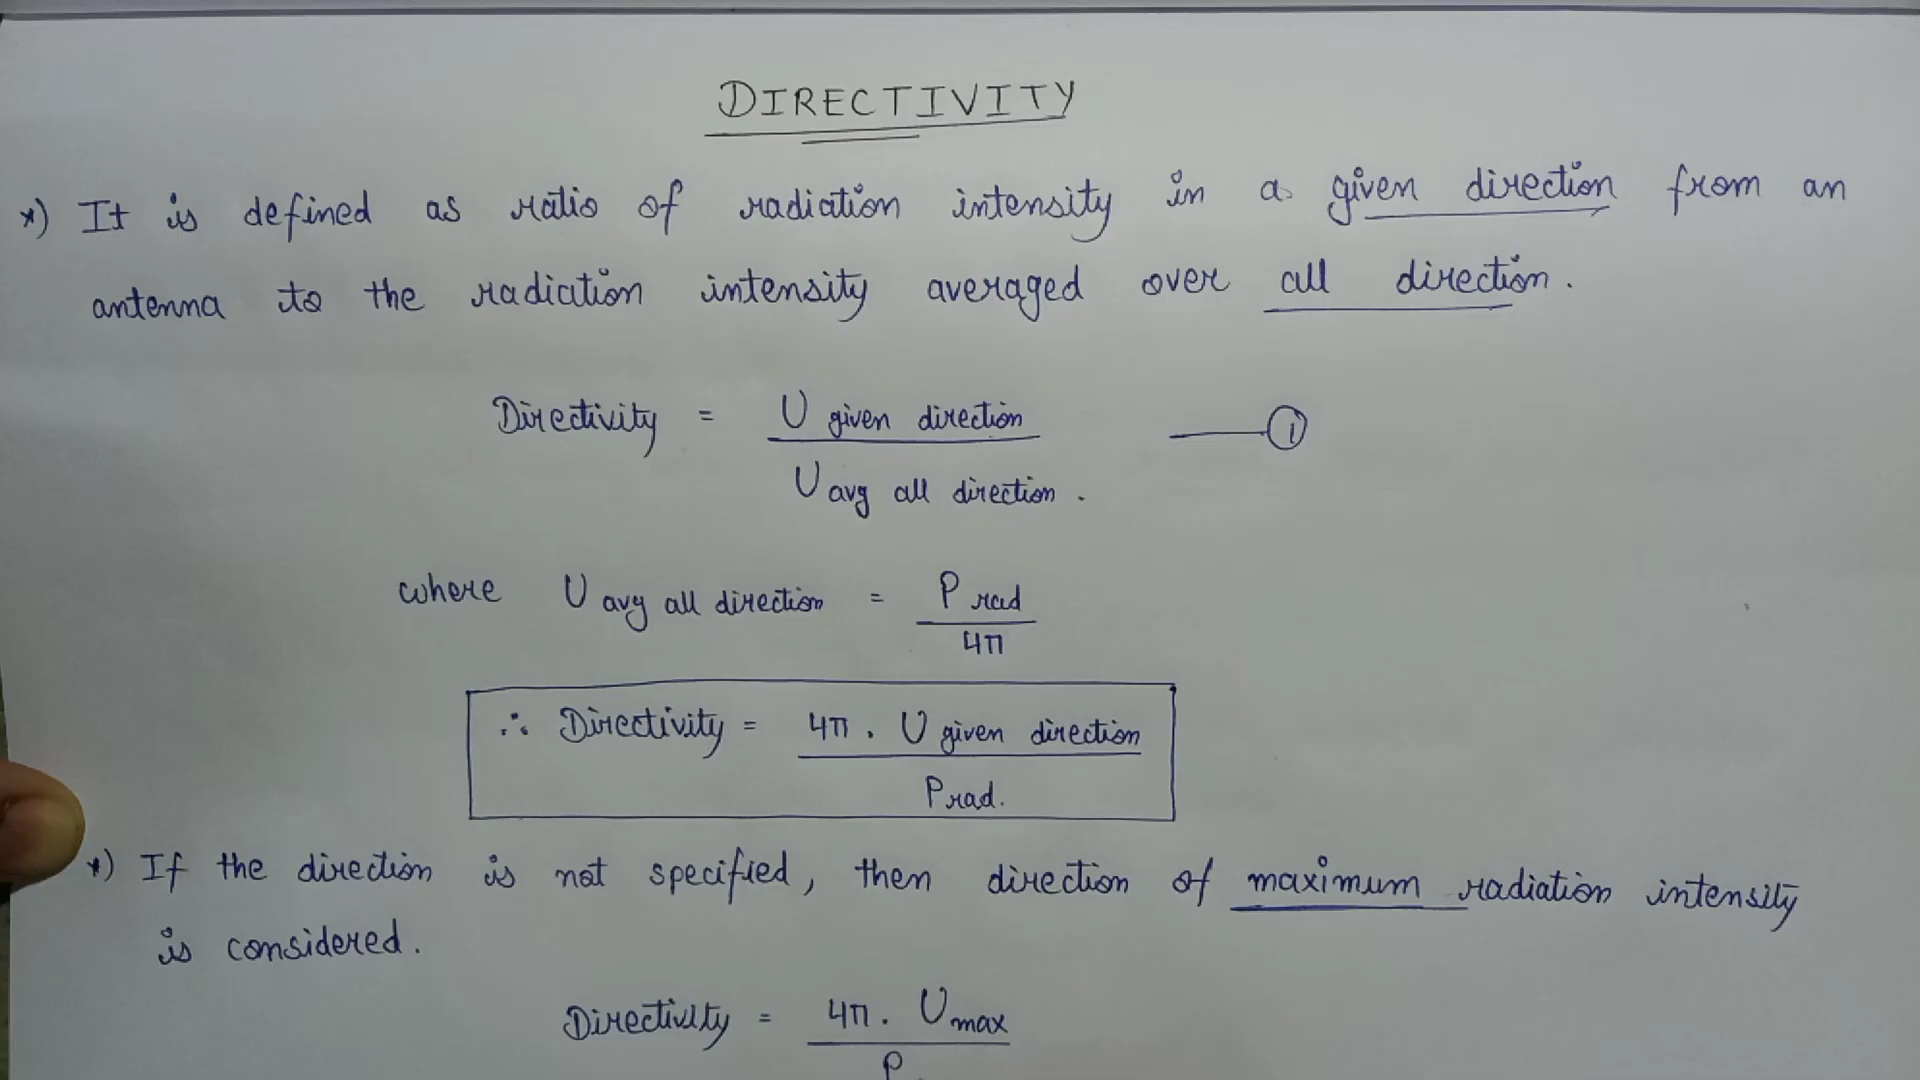 DIRECTIVITY
*) It is defined as ratio of radiation intensity in a given direction from an
antenna to the radiation intensity averaged over all direction.
Directivity = U given direction ——①
U avg all direction.
where U avg all direction = P rad
4π
∴ Directivity = 4π . U given direction
Prad.
*) If the direction is not specified, then direction of maximum radiation intensity
is considered.
Directivity = 4π . Umax
P